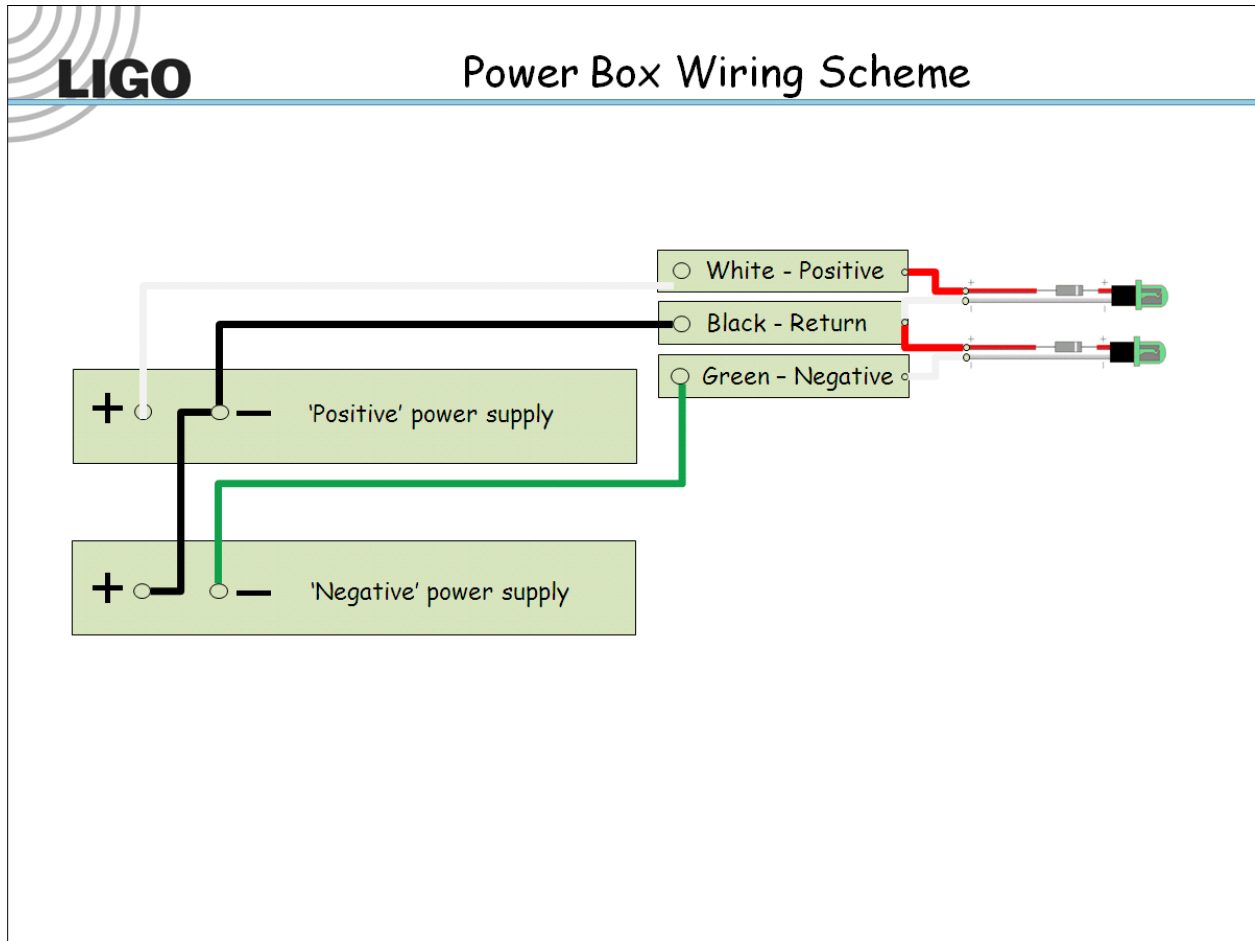 LIGO
Power Box Wiring Scheme
White - Positive
Black - Return
Green – Negative
+ — 'Positive' power supply
+ — 'Negative' power supply
+ +
- -
+ +
- -